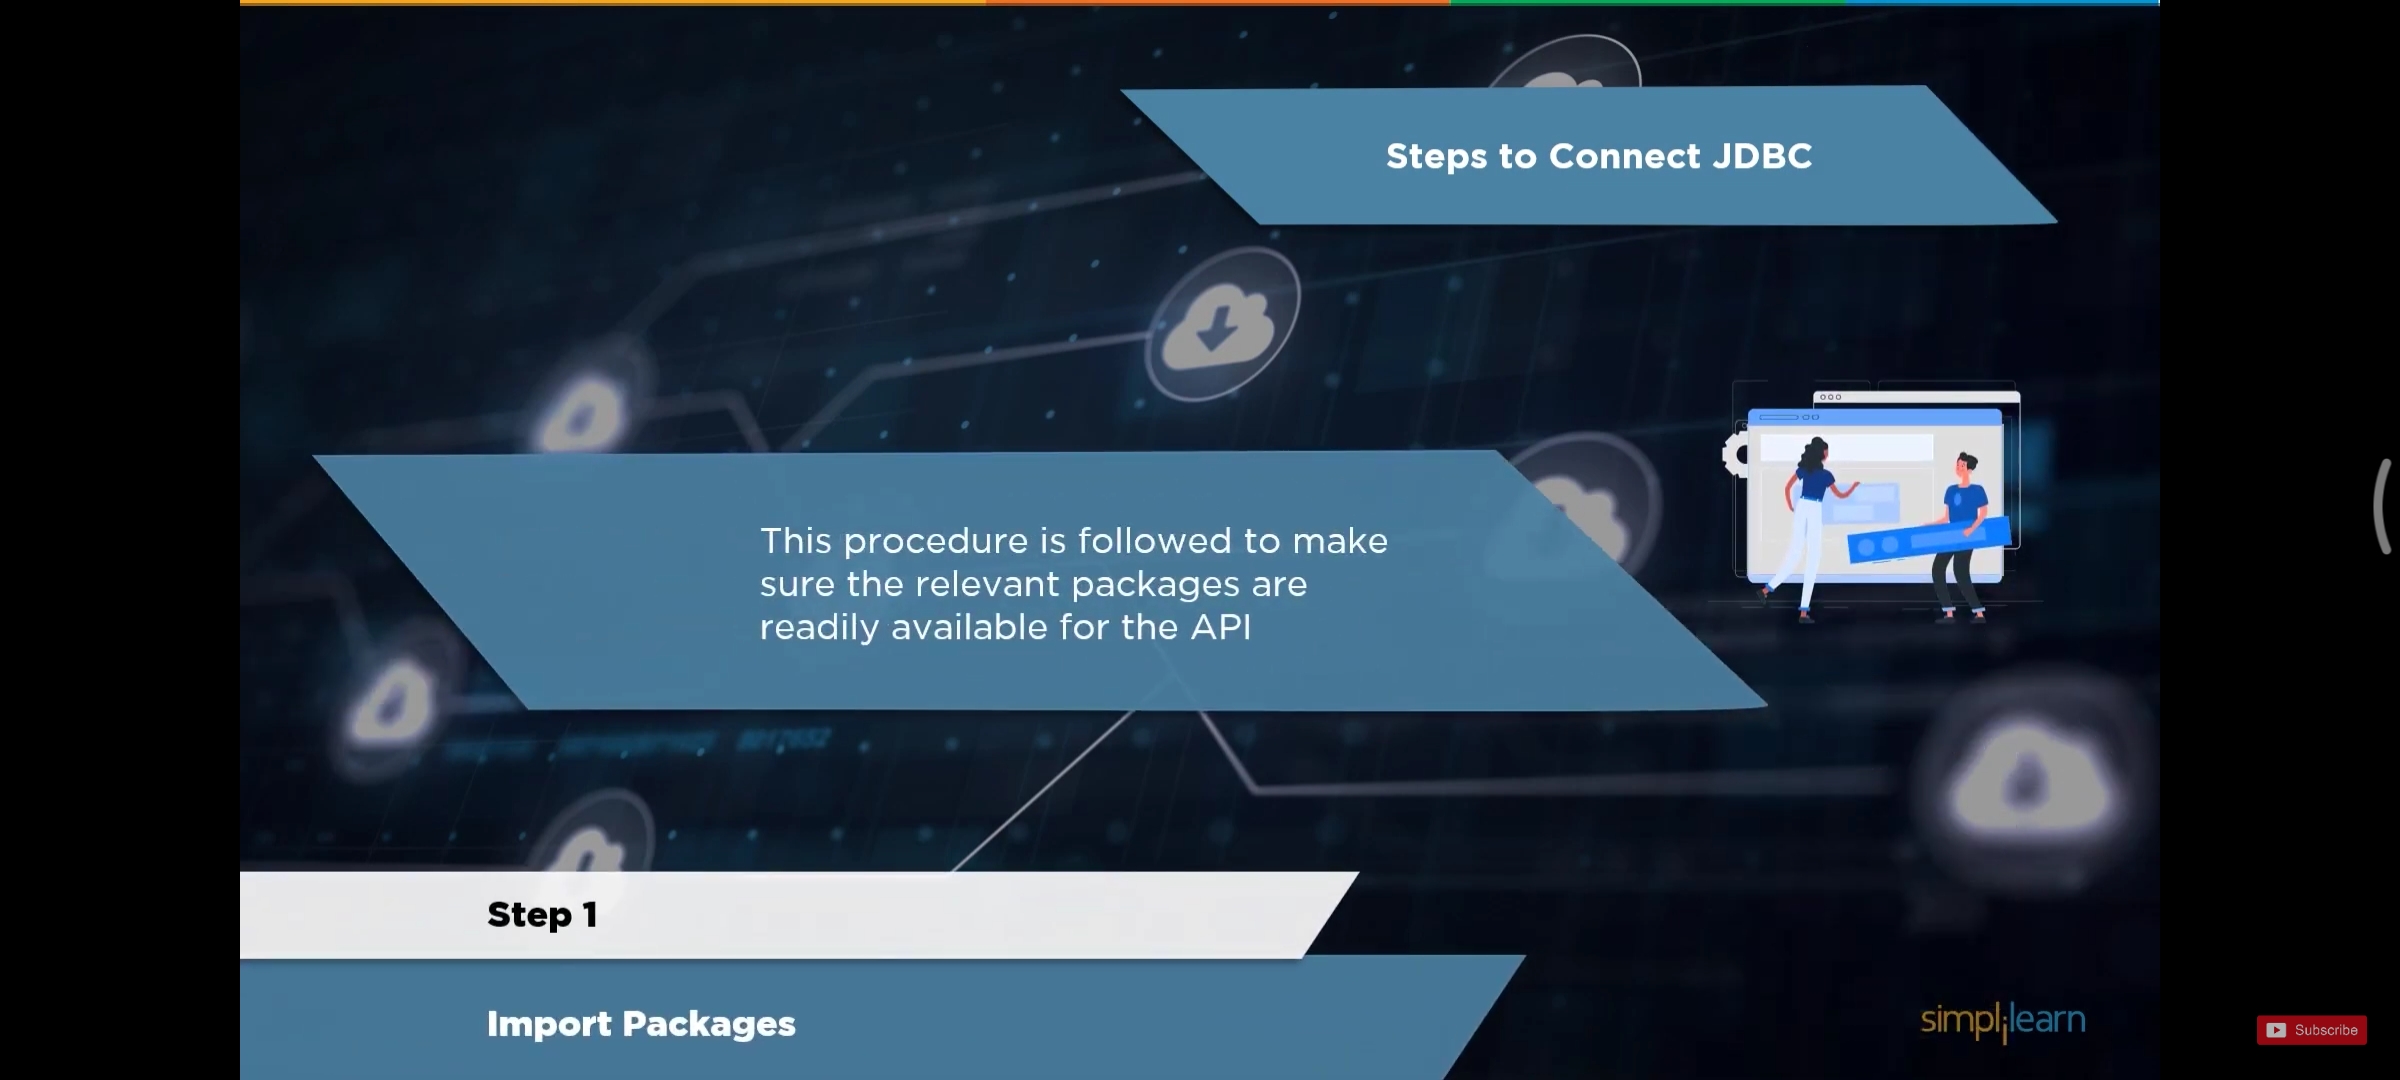 Steps to Connect JDBC
This procedure is followed to make
sure the relevant packages are
readily available for the API
Step 1
Import Packages
simplilearn
Subscribe